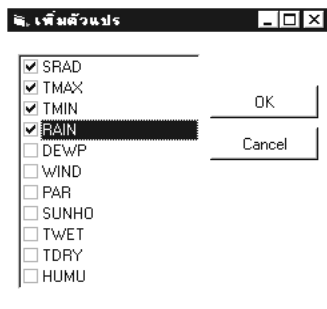 เพิ่มตัวแปร
SRAD
TMAX
TMIN
RAIN
DEWP
WIND
PAR
SUNHO
TWET
TDRY
HUMU
OK
Cancel